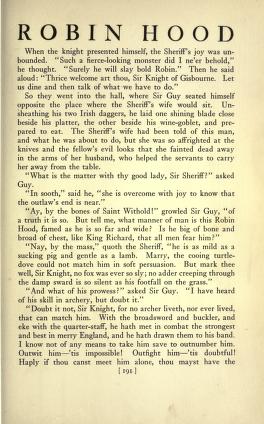 ROBIN HOOD
When the knight presented himself, the Sheriff's joy was un-
bounded. "Such a fierce-looking monster did I ne'er behold,"
he thought. "Surely he will slay bold Robin." Then he said
aloud: "Thrice welcome art thou, Sir Knight of Gisbourne. Let
us dine and then talk of what we have to do."
So they went into the hall, where Sir Guy seated himself
opposite the place where the Sheriff's wife would sit. Un-
sheathing his two Irish daggers, he laid one shining blade close
beside his platter, the other beside his wine-goblet, and pre-
pared to eat. The Sheriff's wife had been told of this man,
and what he was about to do, but she was so affrighted at the
knives and the fellow's evil looks that she fainted dead away
in the arms of her husband, who helped the servants to carry
her away from the table.
"What is the matter with thy good lady, Sir Sheriff?" asked
Guy.
"In sooth," said he, "she is overcome with joy to know that
the outlaw's end is near."
"Ay, by the bones of Saint Withold!" growled Sir Guy, "of
a truth it is so. But tell me, what manner of man is this Robin
Hood, famed as he is so far and wide? Is he big of bone and
broad of chest, like King Richard, that all men fear him?"
"Nay, by the mass," quoth the Sheriff, "he is as mild as a
sucking pig and gentle as a lamb. Marry, the cooing turtle-
dove could not match him in soft persuasion. But mark thee
well, Sir Knight, no fox was ever so sly; no adder creeping through
the damp sward is so silent as his footfall on the grass."
"And what of his prowess?" asked Sir Guy. "I have heard
of his skill in archery, but doubt it."
"Doubt it not, Sir Knight, for no archer liveth, nor ever lived,
that can match him. With the broadsword and buckler, and
eke with the quarter-staff, he hath met in combat the strongest
and best in merry England, and he hath drawn them to his band.
I know not of any means to take him save to outnumber him.
Outwit him—'tis impossible! Outfight him—'tis doubtful!
Haply if thou canst meet him alone, thou mayst have the
[191]